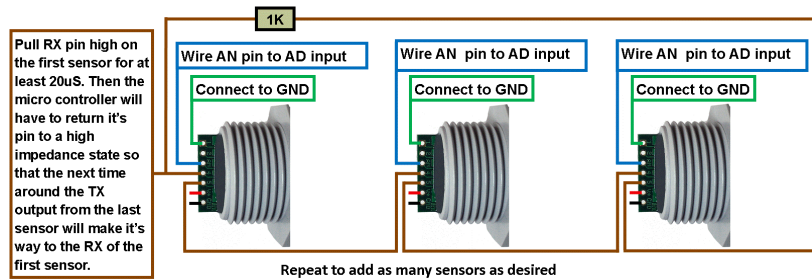 1K
Pull RX pin high on
the first sensor for at
least 20uS. Then the
micro controller will
have to return it's
pin to a high
impedance state so
that the next time
around the TX
output from the last
sensor will make it's
way to the RX of the
first sensor.
Wire AN pin to AD input
Connect to GND
Wire AN pin to AD input
Connect to GND
Wire AN pin to AD input
Connect to GND
Repeat to add as many sensors as desired